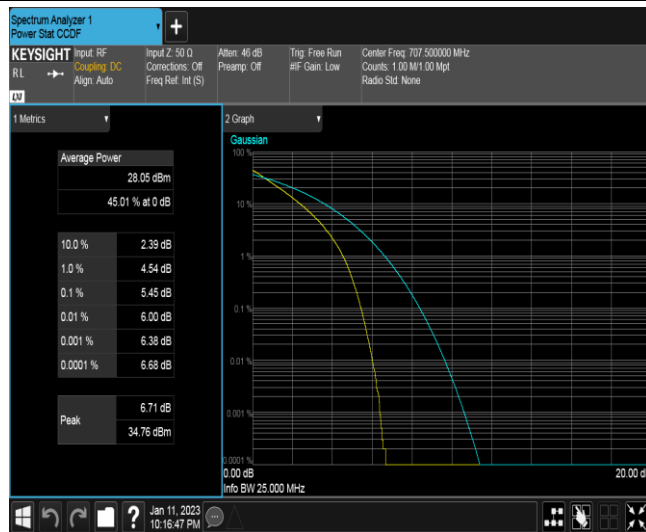 Spectrum Analyzer 1
Power Stat CCDF
KEYSIGHT
RL
LXI
Input: RF
Coupling: DC
Align: Auto
Input Z: 50 Ω
Corrections: Off
Freq Ref: Int (S)
Atten: 46 dB
Preamp: Off
Trig: Free Run
#IF Gain: Low
Center Freq: 707.500000 MHz
Counts: 1.00 M/1.00 Mpt
Radio Std: None
1 Metrics
Average Power
28.05 dBm
45.01 % at 0 dB
10.0 % 2.39 dB
1.0 % 4.54 dB
0.1 % 5.45 dB
0.01 % 6.00 dB
0.001 % 6.38 dB
0.0001 % 6.68 dB
Peak
6.71 dB
34.76 dBm
2 Graph
Gaussian
100 %
10 %
1 %
0.1 %
0.01 %
0.001 %
0.0001 %
0.00 dB
20.00 d
Info BW 25.000 MHz
?
Jan 11, 2023
10:16:47 PM